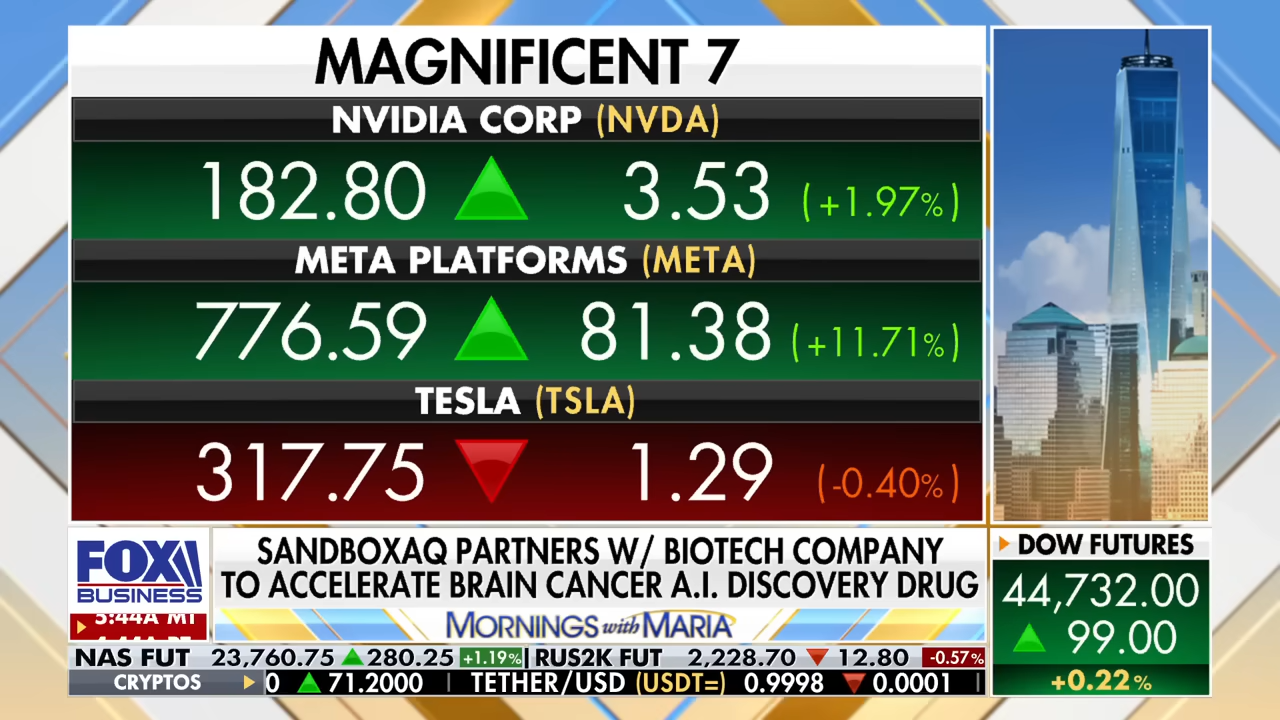 MAGNIFICENT 7
NVIDIA CORP (NVDA)
182.80 3.53 (+1.97%)
META PLATFORMS (META)
776.59 81.38 (+11.71%)
TESLA (TSLA)
317.75 1.29 (-0.40%)
FOX BUSINESS
SANDBOXAQ PARTNERS W/ BIOTECH COMPANY
TO ACCELERATE BRAIN CANCER A.I. DISCOVERY DRUG
MORNINGS with MARIA
5:44A MT
DOW FUTURES
44,732.00
99.00
+0.22%
NAS FUT 23,760.75 280.25 +1.19% RUS2K FUT 2,228.70 12.80 -0.57%
CRYPTOS 0 71.2000 TETHER/USD (USDT=) 0.9998 0.0001